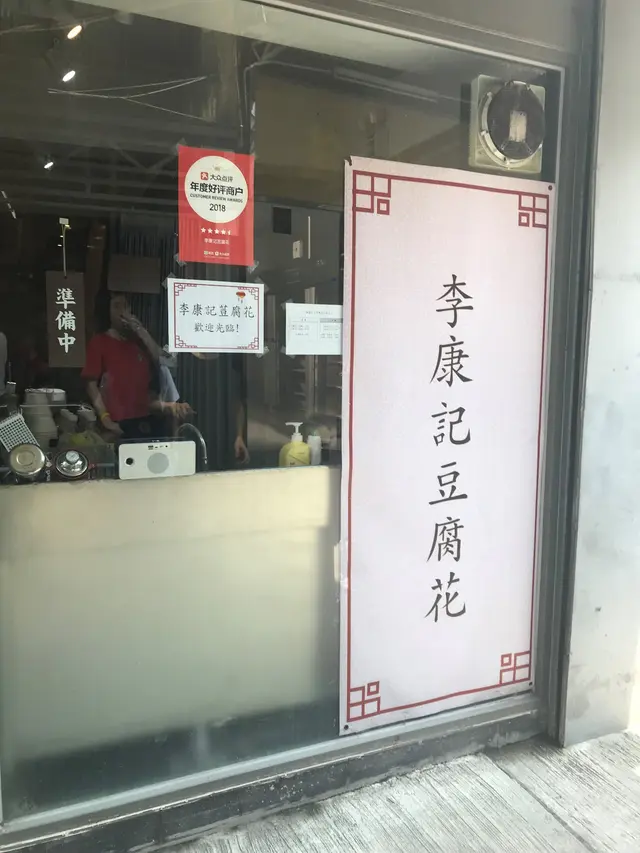 大众点评
年度好评商户
CUSTOMER REVIEW AWARDS
2018
準備中
李康記荳腐花
歡迎光臨!
李康記豆腐花